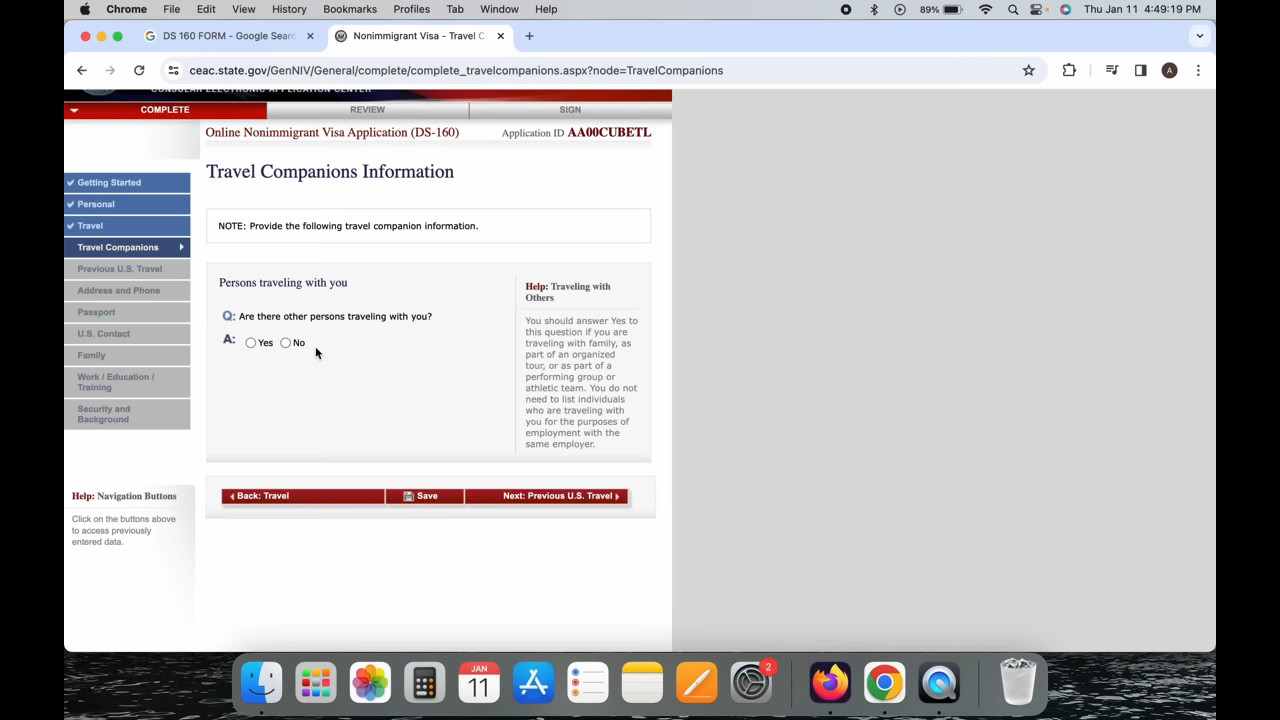 Chrome File Edit View History Bookmarks Profiles Tab Window Help 89% Thu Jan 11 4:49:19 PM
DS 160 FORM - Google Sear Nonimmigrant Visa - Travel C
ceac.state.gov/GenNIV/General/complete/complete_travelcompanions.aspx?node=TravelCompanions A
CONSULAR ELECTRONIC APPLICATION CENTER
COMPLETE REVIEW SIGN
Online Nonimmigrant Visa Application (DS-160) Application ID AA00CUBETL
Travel Companions Information
Getting Started
Personal
Travel
Travel Companions
Previous U.S. Travel
Address and Phone
Passport
U.S. Contact
Family
Work / Education /
Training
Security and
Background
NOTE: Provide the following travel companion information.
Persons traveling with you
Q: Are there other persons traveling with you?
A: Yes No
Help: Traveling with
Others
You should answer Yes to
this question if you are
traveling with family, as
part of an organized
tour, or as part of a
performing group or
athletic team. You do not
need to list individuals
who are traveling with
you for the purposes of
employment with the
same employer.
Back: Travel Save Next: Previous U.S. Travel
Help: Navigation Buttons
Click on the buttons above
to access previously
entered data.
JAN
11
2